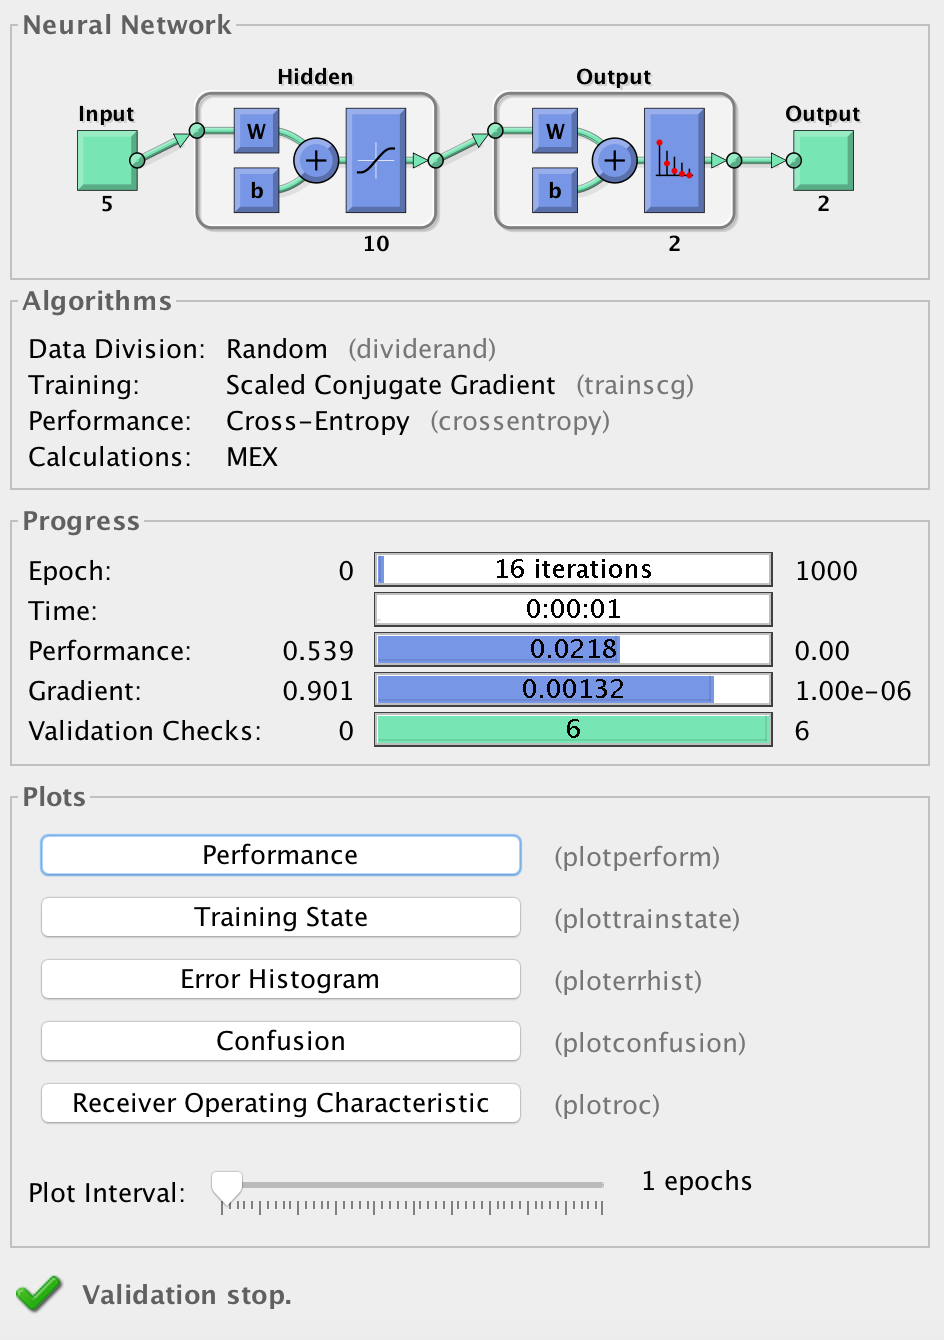 Neural Network
Hidden
Output
Input
Output
W
b
+
W
b
+
5
10
2
2
Algorithms
Data Division: Random (dividerand)
Training: Scaled Conjugate Gradient (trainscg)
Performance: Cross-Entropy (crossentropy)
Calculations: MEX
Progress
Epoch: 0 16 iterations 1000
Time: 0:00:01
Performance: 0.539 0.0218 0.00
Gradient: 0.901 0.00132 1.00e-06
Validation Checks: 0 6 6
Plots
Performance (plotperform)
Training State (plottrainstate)
Error Histogram (ploterrhist)
Confusion (plotconfusion)
Receiver Operating Characteristic (plotroc)
Plot Interval: 1 epochs
Validation stop.